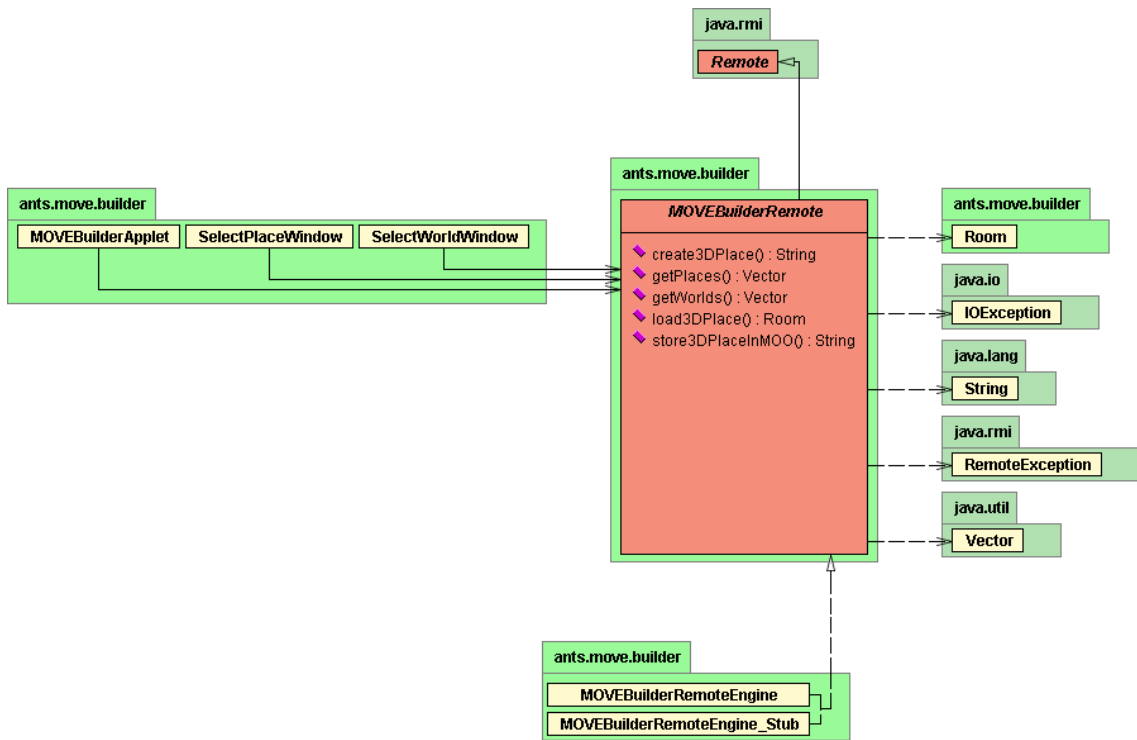 java.rmi
Remote
ants.move.builder
MOVEBuilderApplet
SelectPlaceWindow
SelectWorldWindow
ants.move.builder
MOVEBuilderRemote
create3DPlace() : String
getPlaces() : Vector
getWorlds() : Vector
load3DPlace() : Room
store3DPlaceInMOO() : String
ants.move.builder
Room
java.io
IOException
java.lang
String
java.rmi
RemoteException
java.util
Vector
ants.move.builder
MOVEBuilderRemoteEngine
MOVEBuilderRemoteEngine_Stub